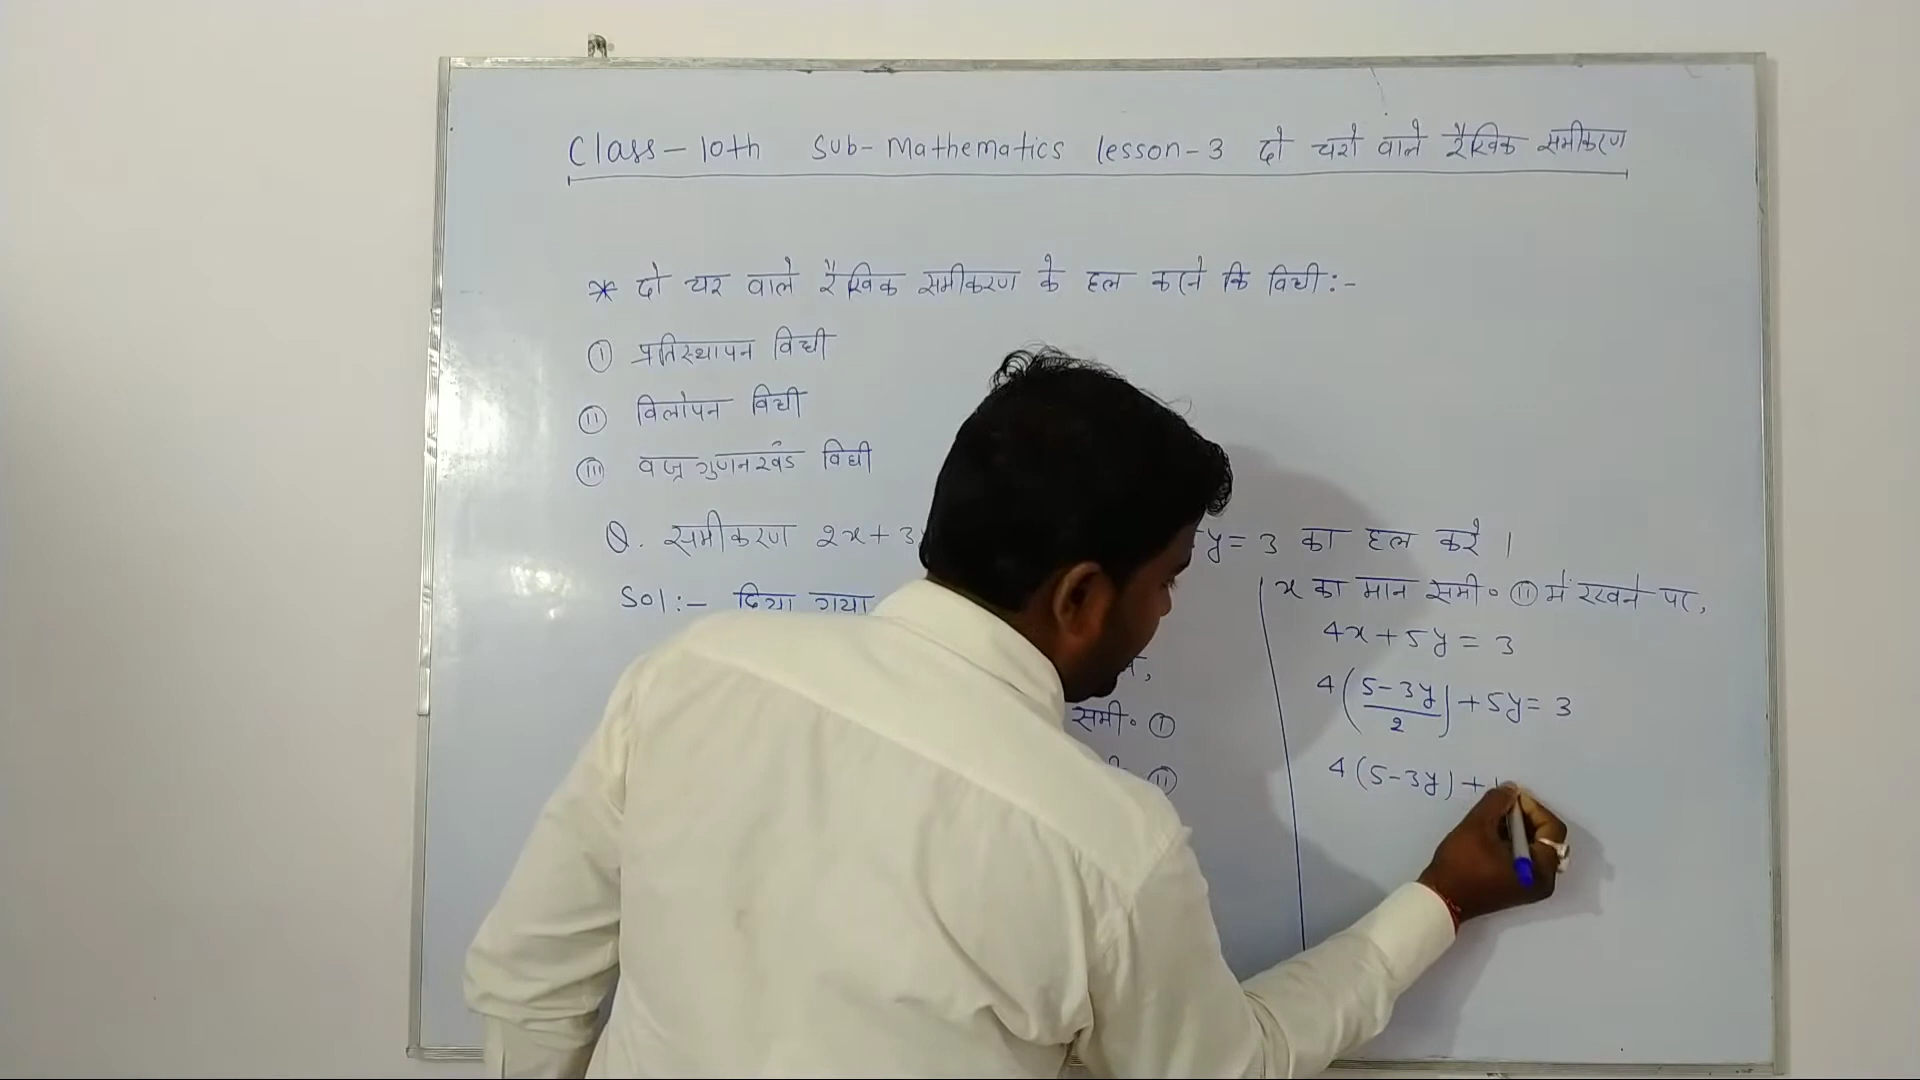 Class-10th Sub-Mathematics lesson-3 दो चरो वाले रैखिक समीकरण
* दो चर वाले रैखिक समीकरण के हल करने कि विधी:-
(I) प्रतिस्थापन विधी
(II) विलोपन विधी
(III) वज्र गुणनखंड विधी
Q. समीकरण 2x+3 y=3 का हल करें ।
Sol:- दिया गया
समी॰ (I)
(II)
x का मान समी॰ (II) में रखने पर,
4x+5y=3
4(5-3y/2)+5y=3
4(5-3y)+